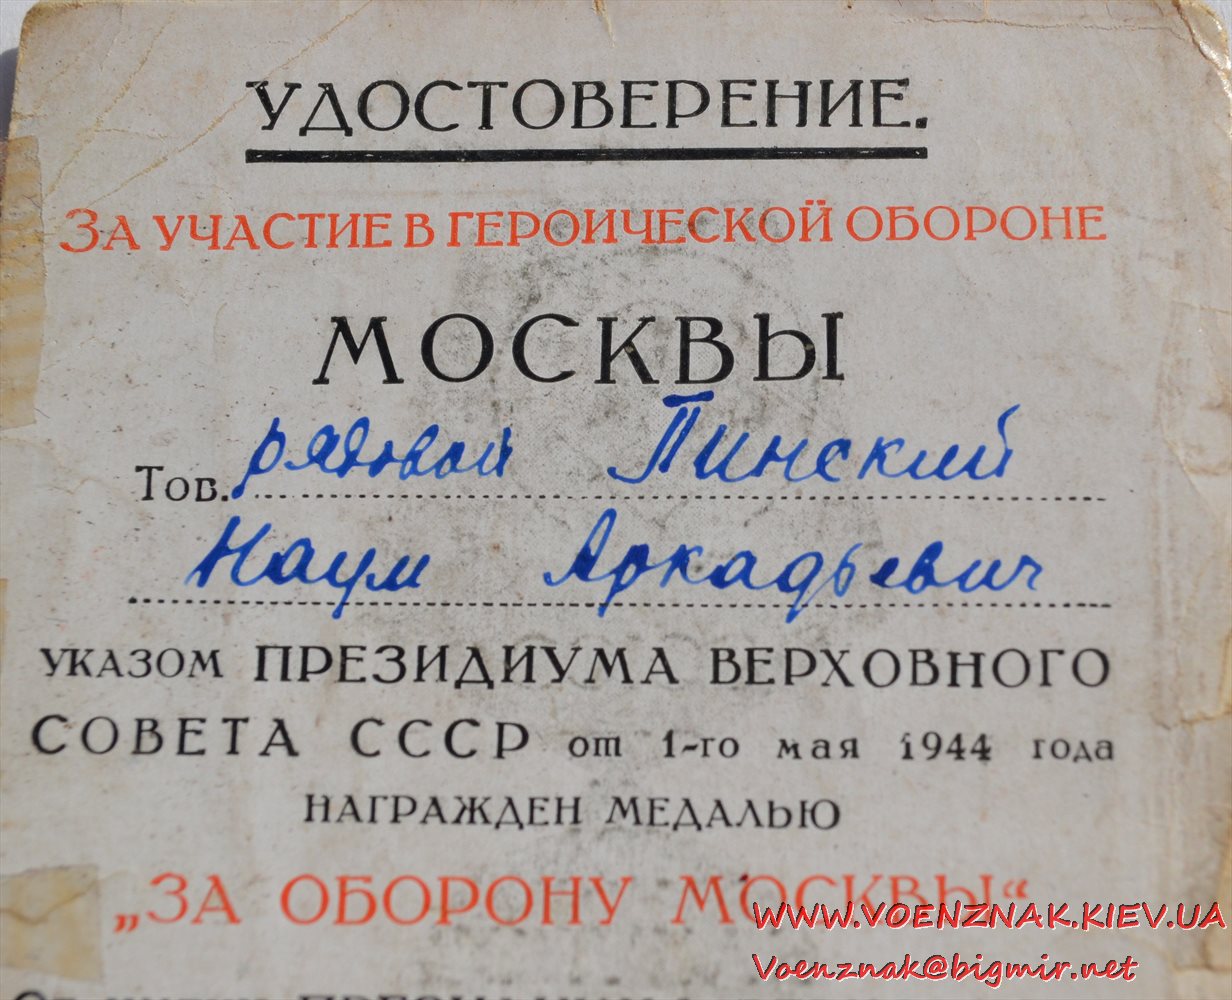 УДОСТОВЕРЕНИЕ.
ЗА УЧАСТИЕ В ГЕРОИЧЕСКОЙ ОБОРОНЕ
МОСКВЫ
Тов. рядовой Пинский
Наум Аркадьевич
УКАЗОМ ПРЕЗИДИУМА ВЕРХОВНОГО
СОВЕТА СССР от 1-го мая 1944 года
НАГРАЖДЕН МЕДАЛЬЮ
„ЗА ОБОРОНУ МОСКВЫ“
WWW.VOENZNAK.KIEV.UA
Voenznak@bigmir.net